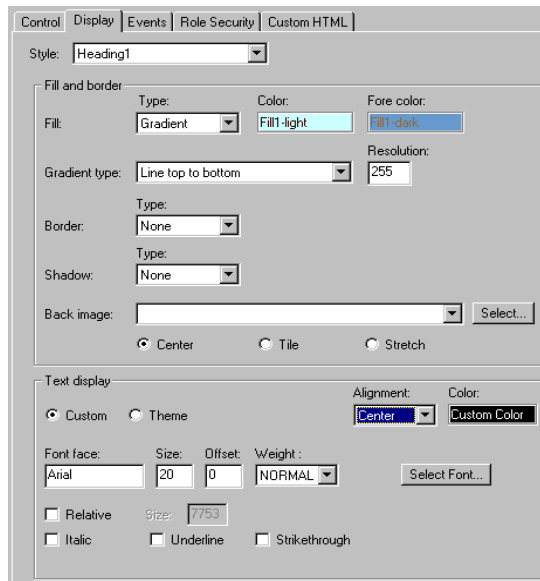 Control Display Events Role Security Custom HTML
Style: Heading1
Fill and border
Type: Color: Fore color:
Fill: Gradient Fill1-light Fill1-dark
Resolution:
Gradient type: Line top to bottom 255
Type:
Border: None
Type:
Shadow: None
Back image: Select...
Center Tile Stretch
Text display
Alignment: Color:
Custom Theme Center Custom Color
Font face: Size: Offset: Weight :
Arial 20 0 NORMAL Select Font...
Relative Size: 7753
Italic Underline Strikethrough